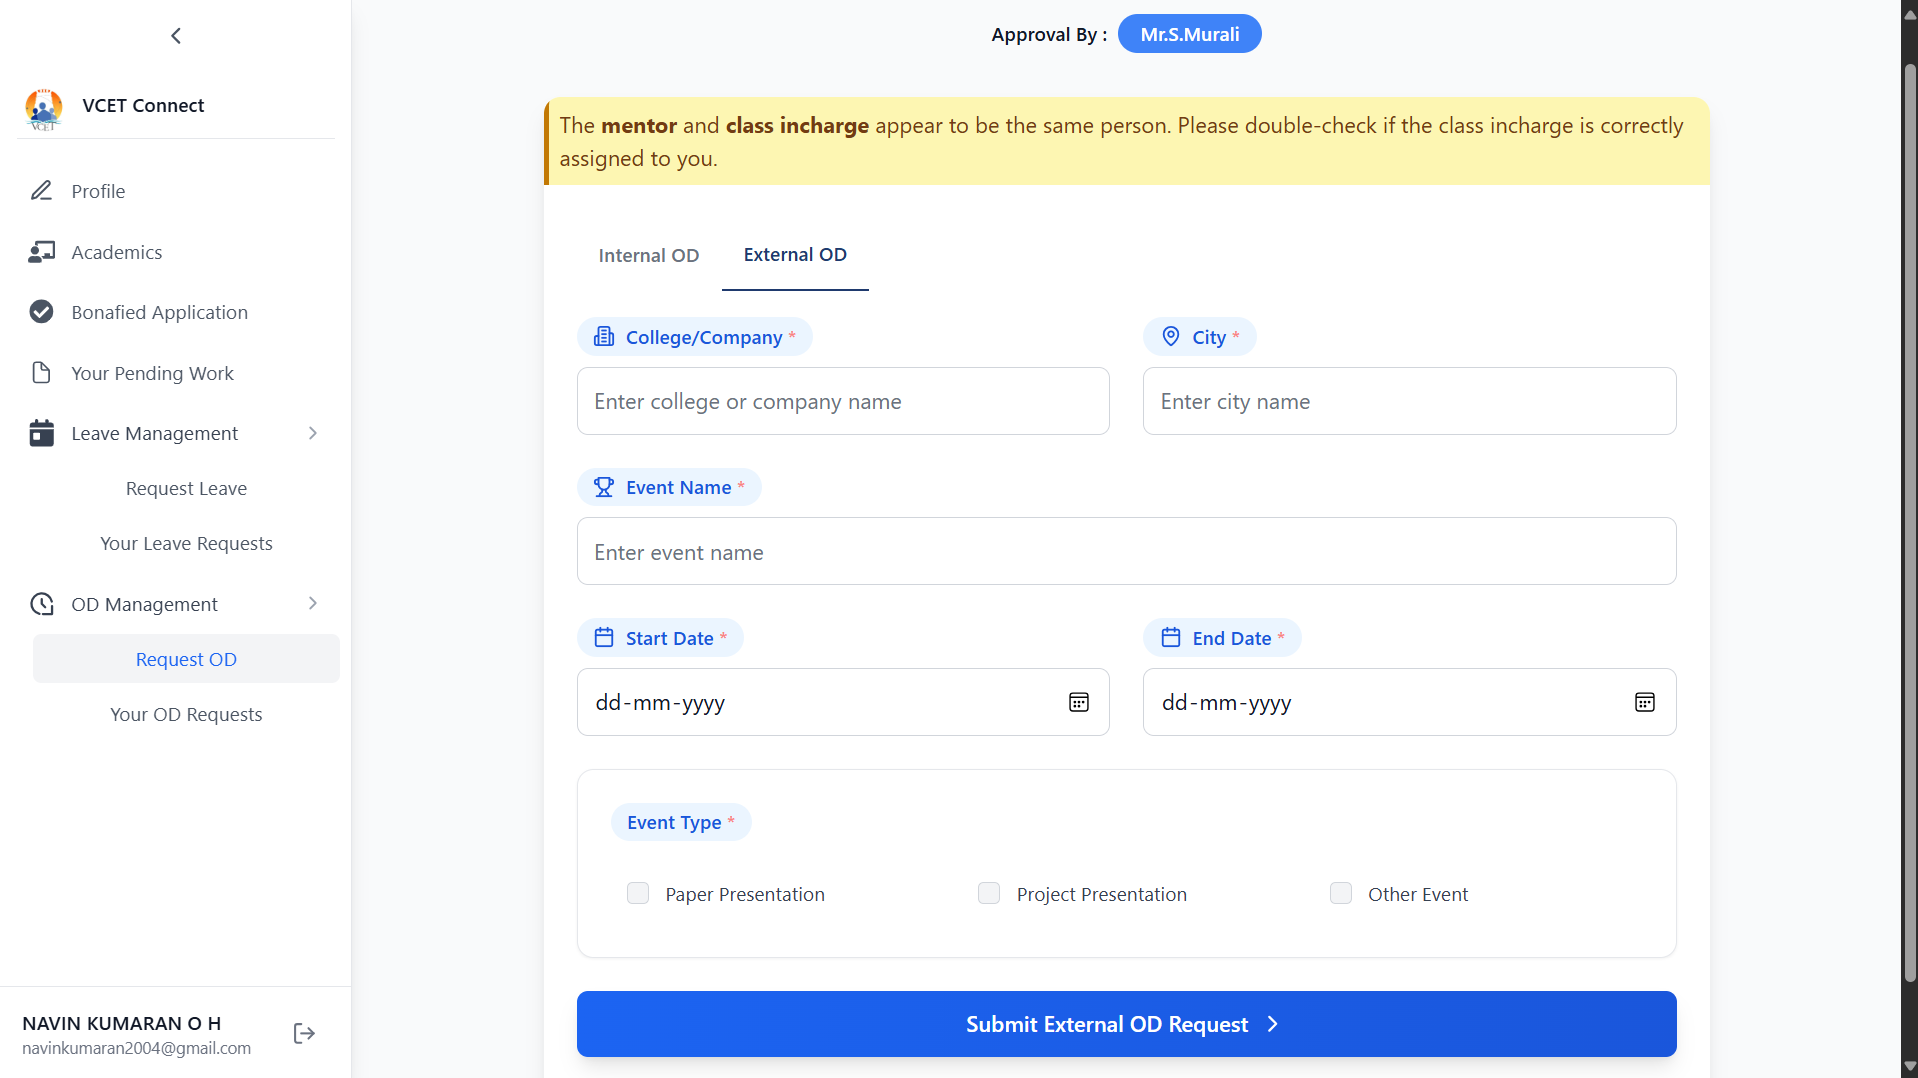 VCET Connect
Profile
Academics
Bonafied Application
Your Pending Work
Leave Management
Request Leave
Your Leave Requests
OD Management
Request OD
Your OD Requests
NAVIN KUMARAN O H
navinkumaran2004@gmail.com
Approval By : Mr.S.Murali
The mentor and class incharge appear to be the same person. Please double-check if the class incharge is correctly
assigned to you.
Internal OD External OD
College/Company * City *
Enter college or company name Enter city name
Event Name *
Enter event name
Start Date * End Date *
dd-mm-yyyy dd-mm-yyyy
Event Type *
Paper Presentation Project Presentation Other Event
Submit External OD Request
VCET